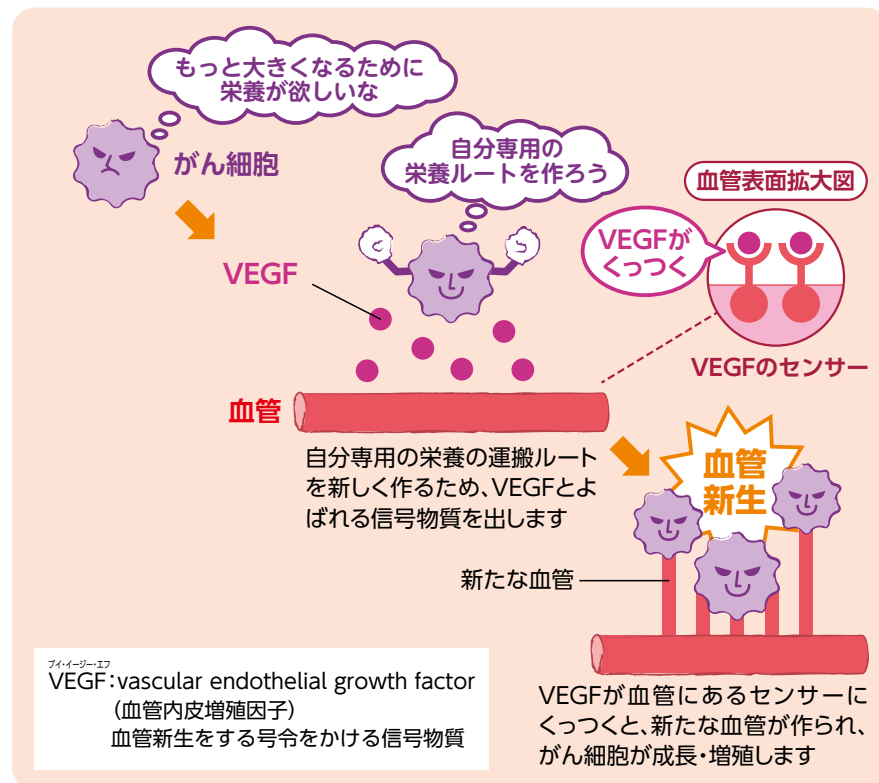 もっと大きくなるために
栄養が欲しいな
がん細胞
自分専用の
栄養ルートを作ろう
血管表面拡大図
VEGFが
くっつく
VEGF
VEGFのセンサー
血管
自分専用の栄養の運搬ルート
を新しく作るため、VEGFとよ
ばれる信号物質を出します
血管
新生
新たな血管
VEGFが血管にあるセンサーに
くっつくと、新たな血管が作られ、
がん細胞が成長・増殖します
ブイ・イージー・エフ
VEGF:vascular endothelial growth factor
(血管内皮増殖因子)
血管新生をする号令をかける信号物質